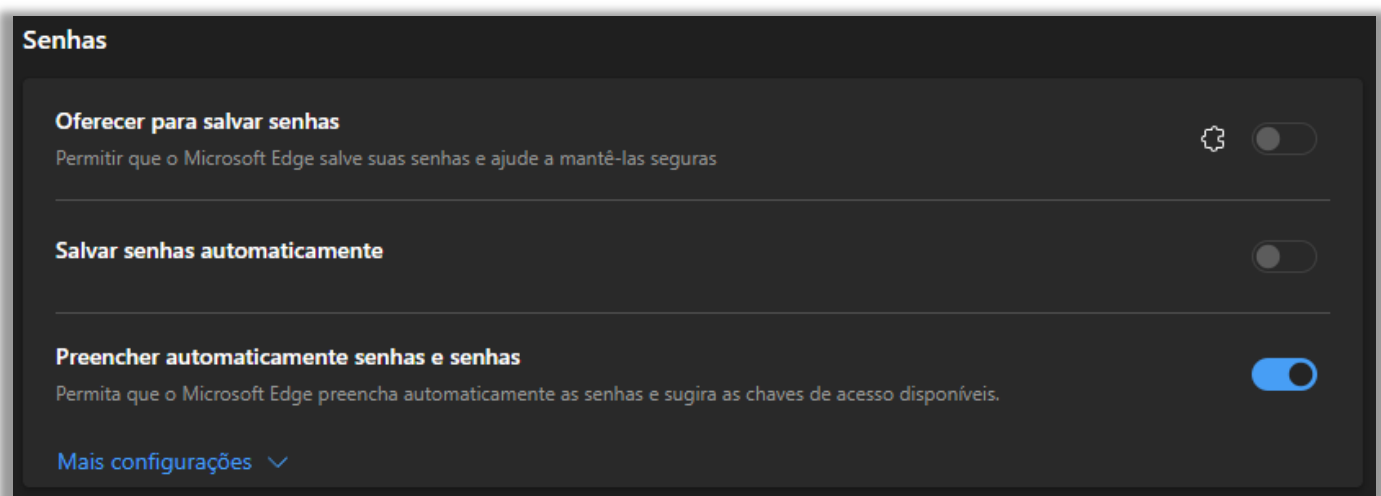 Senhas
Oferecer para salvar senhas
Permitir que o Microsoft Edge salve suas senhas e ajude a mantê-las seguras
Salvar senhas automaticamente
Preencher automaticamente senhas e senhas
Permita que o Microsoft Edge preencha automaticamente as senhas e sugira as chaves de acesso disponíveis.
Mais configurações